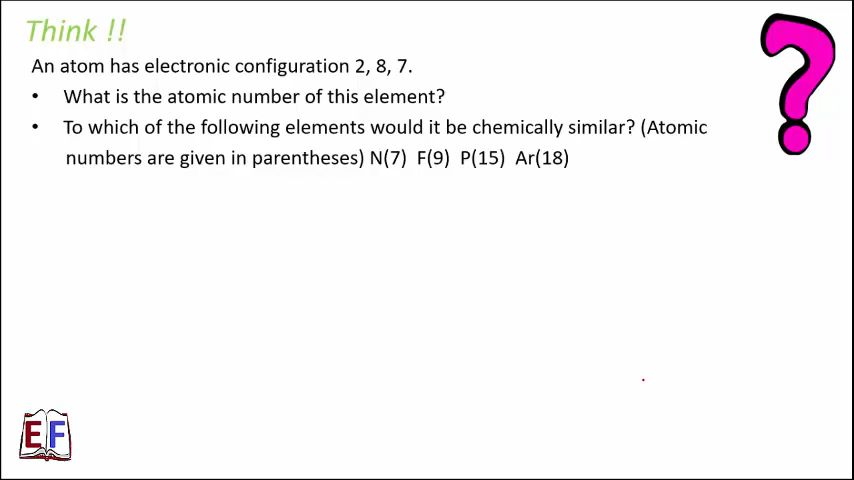 Think !!
An atom has electronic configuration 2, 8, 7.
• What is the atomic number of this element?
• To which of the following elements would it be chemically similar? (Atomic
numbers are given in parentheses) N(7) F(9) P(15) Ar(18)
EF